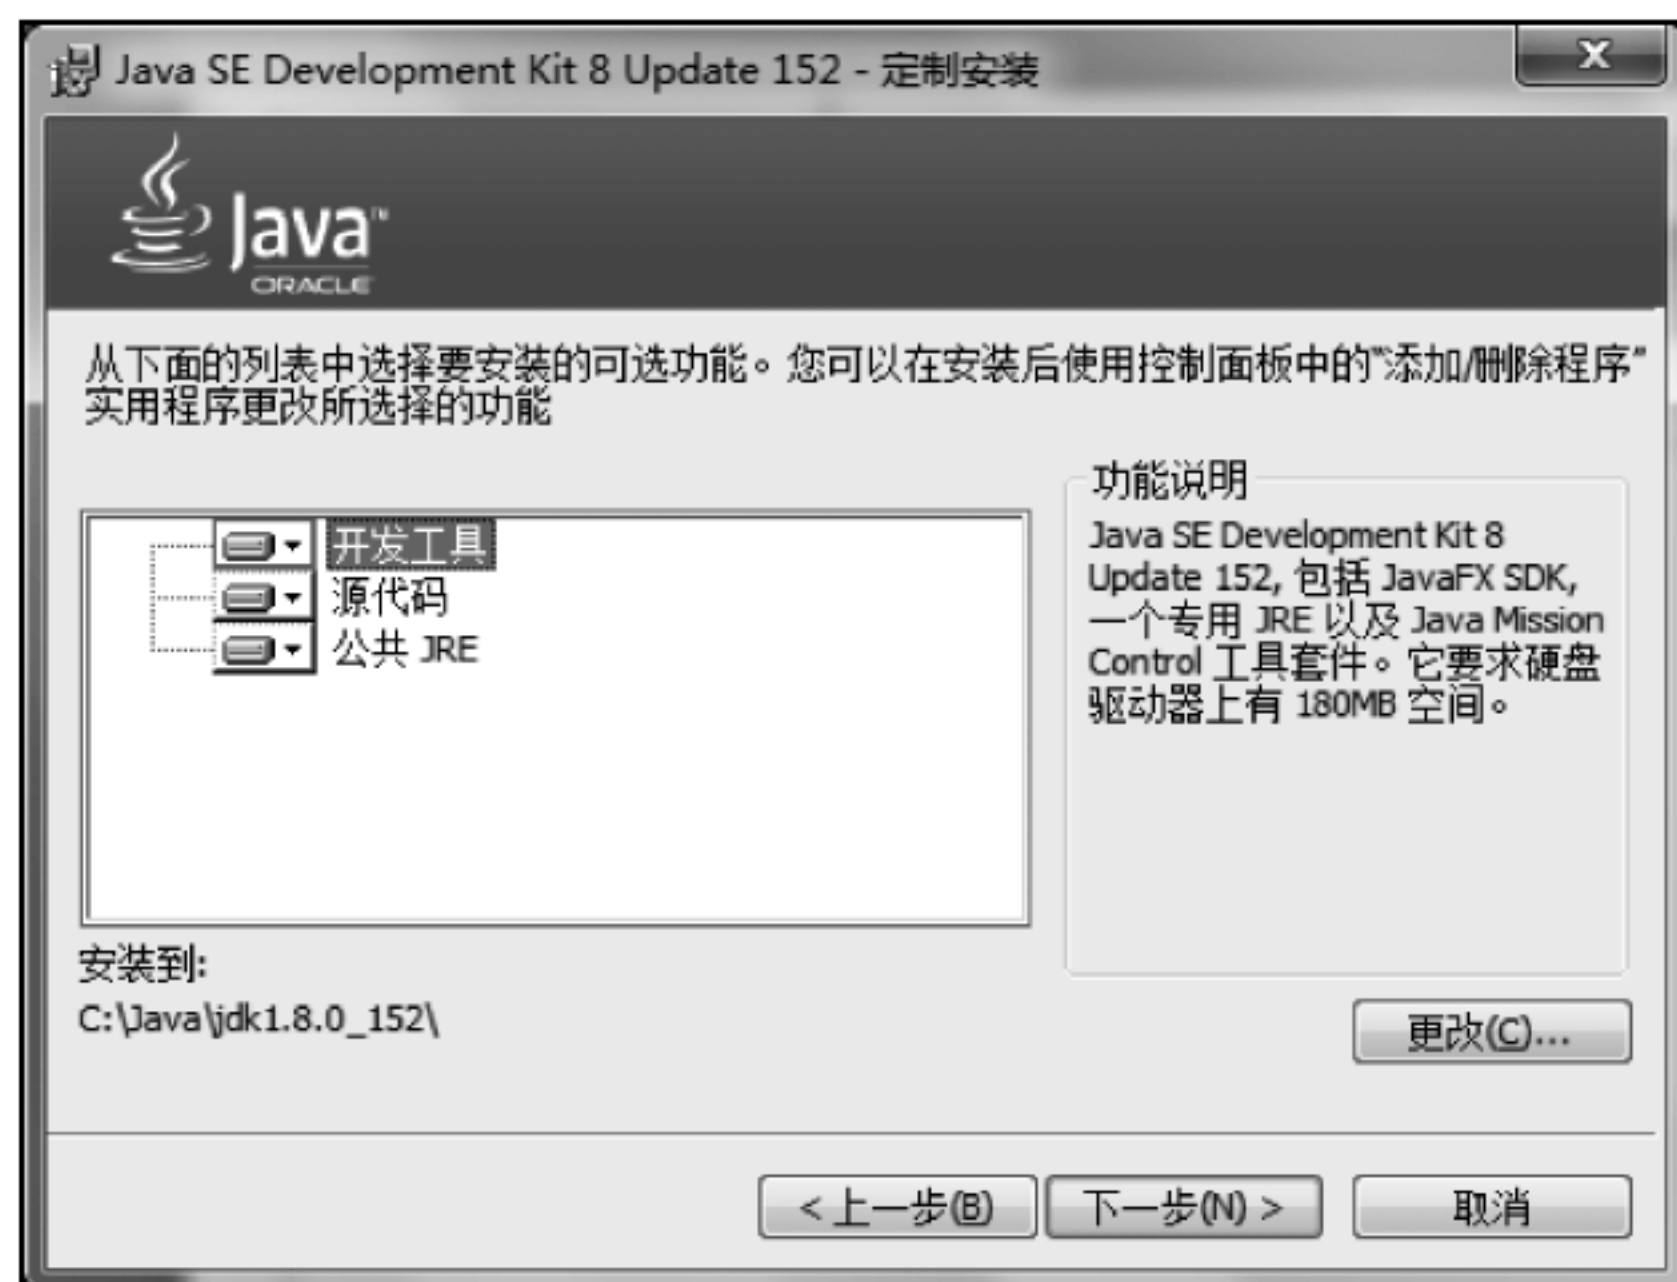 Java SE Development Kit 8 Update 152 - 定制安装
Java™
ORACLE
从下面的列表中选择要安装的可选功能。您可以在安装后使用控制面板中的"添加/删除程序"
实用程序更改所选择的功能
开发工具
源代码
公共 JRE
功能说明
Java SE Development Kit 8
Update 152, 包括 JavaFX SDK,
一个专用 JRE 以及 Java Mission
Control 工具套件。它要求硬盘
驱动器上有 180MB 空间。
安装到:
C:\Java\jdk1.8.0_152\
更改(C)...
< 上一步(B)
下一步(N) >
取消